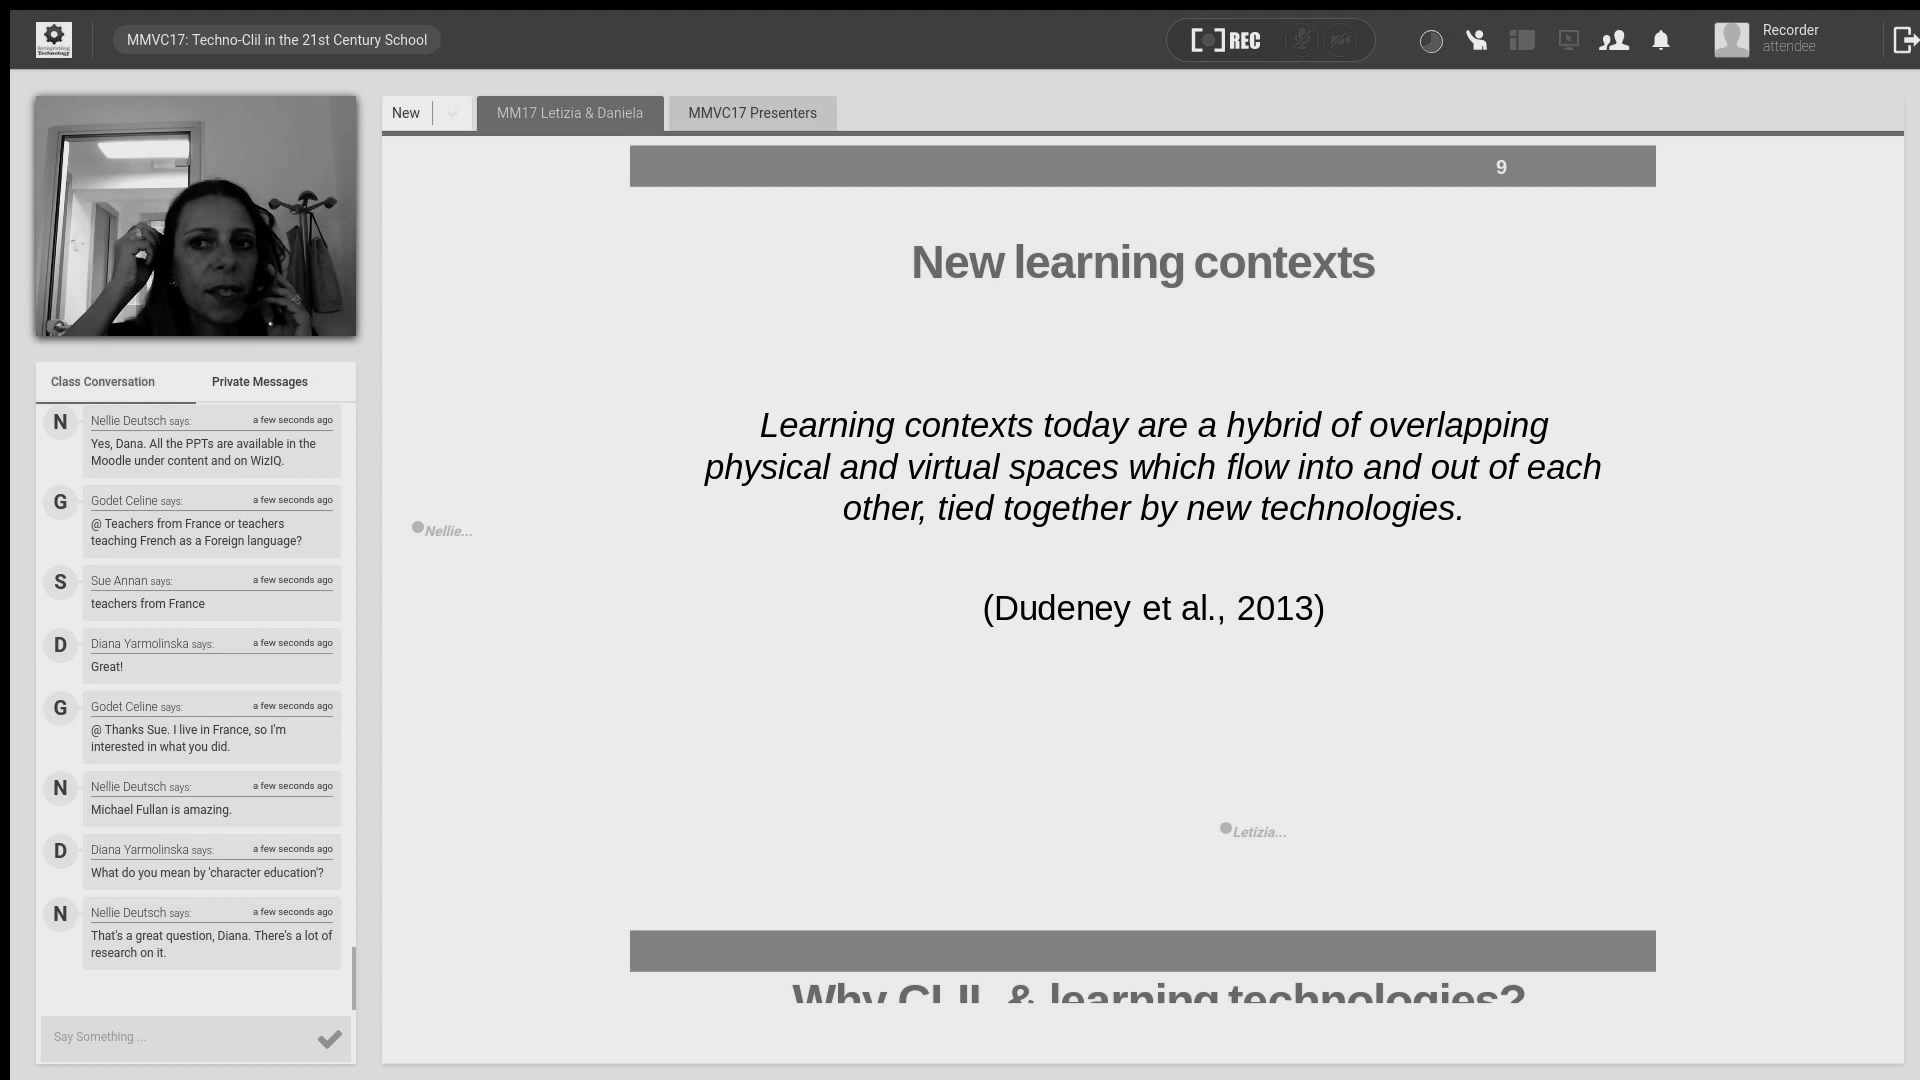 MMVC17: Techno-Clil in the 21st Century School
REC
Recorder
attendee
New
MM17 Letizia & Daniela
MMVC17 Presenters
9
New learning contexts
Learning contexts today are a hybrid of overlapping
physical and virtual spaces which flow into and out of each
other, tied together by new technologies.
(Dudeney et al., 2013)
Nellie...
Letizia...
Why CLIL & learning technologies?
Class Conversation
Private Messages
N
Nellie Deutsch says: a few seconds ago
Yes, Dana. All the PPTs are available in the
Moodle under content and on WizIQ.
G
Godet Celine says: a few seconds ago
@ Teachers from France or teachers
teaching French as a Foreign language?
S
Sue Annan says: a few seconds ago
teachers from France
D
Diana Yarmolinska says: a few seconds ago
Great!
G
Godet Celine says: a few seconds ago
@ Thanks Sue. I live in France, so I'm
interested in what you did.
N
Nellie Deutsch says: a few seconds ago
Michael Fullan is amazing.
D
Diana Yarmolinska says: a few seconds ago
What do you mean by 'character education'?
N
Nellie Deutsch says: a few seconds ago
That's a great question, Diana. There's a lot of
research on it.
Say Something ...